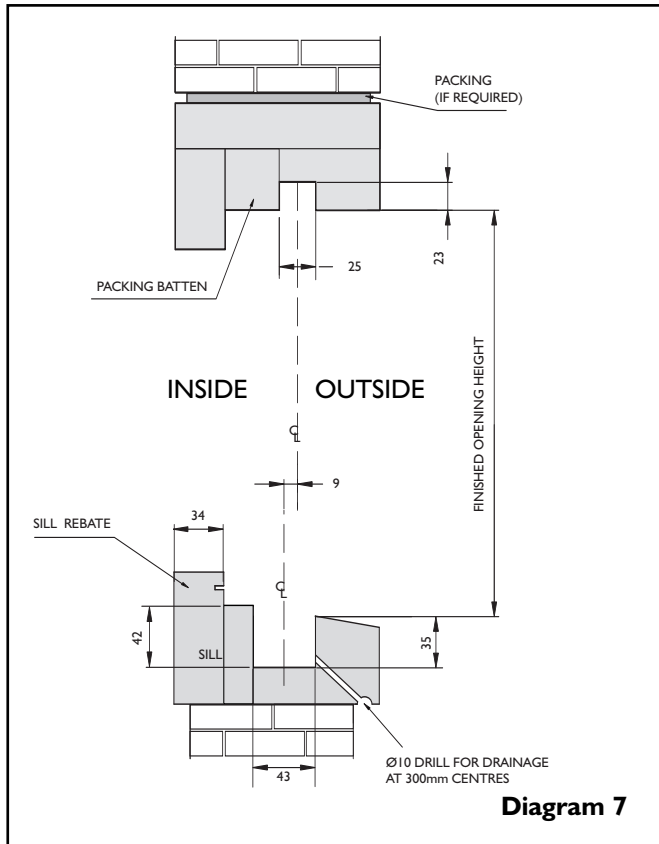 PACKING
(IF REQUIRED)
23
25
PACKING BATTEN
INSIDE
OUTSIDE
FINISHED OPENING HEIGHT
℄
9
34
SILL REBATE
℄
42
SILL
35
43
Ø10 DRILL FOR DRAINAGE
AT 300mm CENTRES
Diagram 7